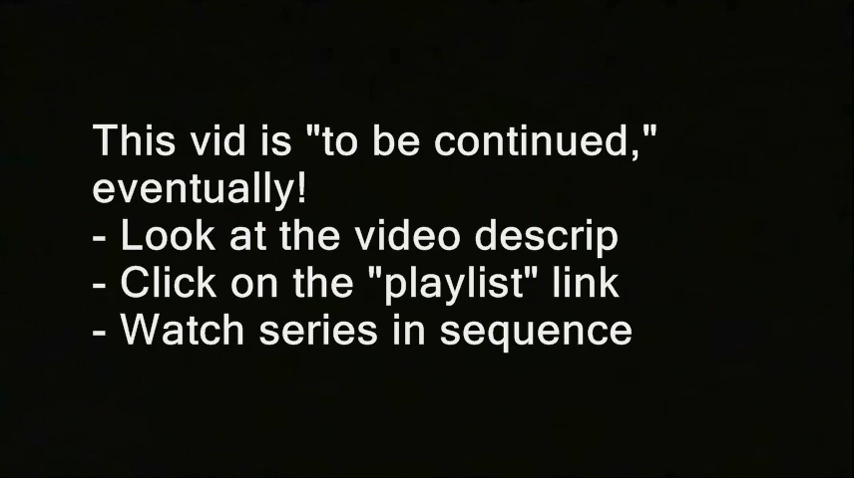 This vid is "to be continued,"
eventually!
- Look at the video descrip
- Click on the "playlist" link
- Watch series in sequence